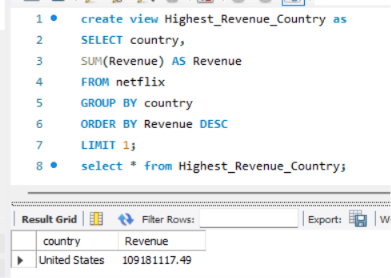 1 create view Highest_Revenue_Country as
2 SELECT country,
3 SUM(Revenue) AS Revenue
4 FROM netflix
5 GROUP BY country
6 ORDER BY Revenue DESC
7 LIMIT 1;
8 select * from Highest_Revenue_Country;
Result Grid Filter Rows: Export: W
country Revenue
United States 109181117.49